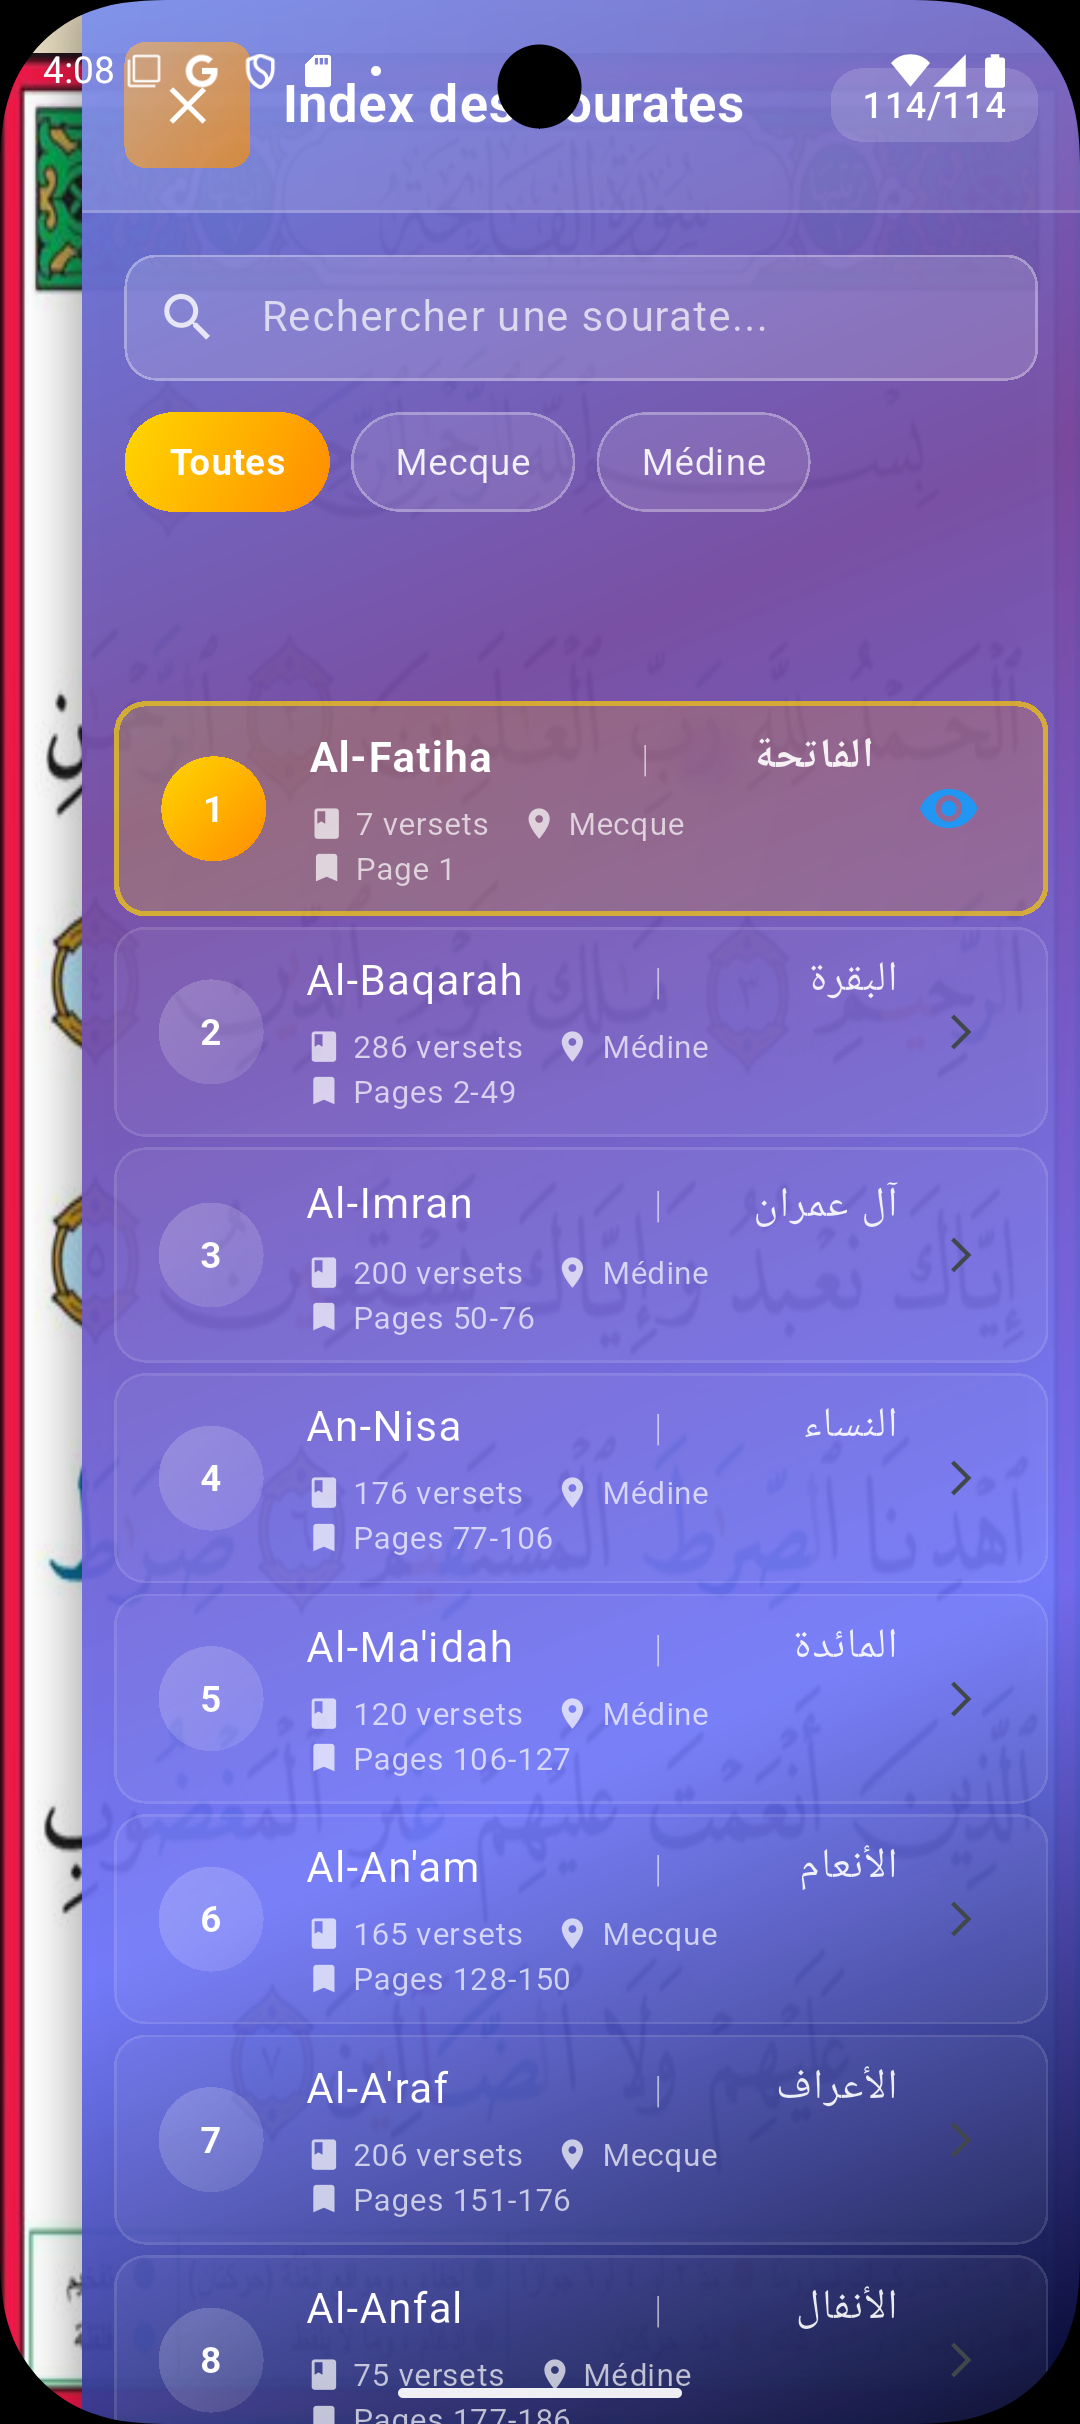 4:08
Index des ourates
114/114
Rechercher une sourate...
Toutes
Mecque
Médine
Al-Fatiha | الفاتحة
1
7 versets
Mecque
Page 1
Al-Baqarah | البقرة
2
286 versets
Médine
Pages 2-49
Al-Imran | آل عمران
3
200 versets
Médine
Pages 50-76
An-Nisa | النساء
4
176 versets
Médine
Pages 77-106
Al-Ma'idah | المائدة
5
120 versets
Médine
Pages 106-127
Al-An'am | الأنعام
6
165 versets
Mecque
Pages 128-150
Al-A'raf | الأعراف
7
206 versets
Mecque
Pages 151-176
Al-Anfal | الأنفال
8
75 versets
Médine
Pages 177-186